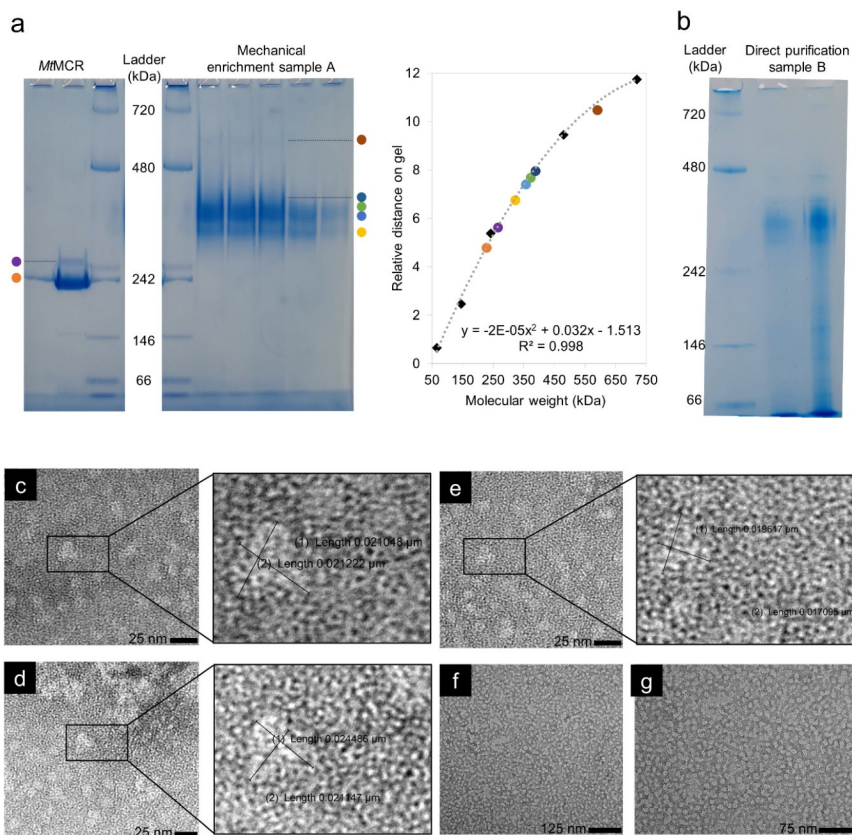 a
b
MtMCR
Ladder
(kDa)
Mechanical
enrichment sample A
720
480
242
146
66
12
10
8
6
4
2
0
Relative distance on gel
y = -2E-05x² + 0.032x - 1.513
R² = 0.998
50 150 250 350 450 550 650 750
Molecular weight (kDa)
Ladder
(kDa)
Direct purification
sample B
720
480
242
146
66
c
25 nm
(1) Length 0.021048 µm
(2) Length 0.021222 µm
e
25 nm
(1) Length 0.019617 µm
(2) Length 0.017095 µm
d
25 nm
(1) Length 0.024486 µm
(2) Length 0.021147 µm
f
125 nm
g
75 nm